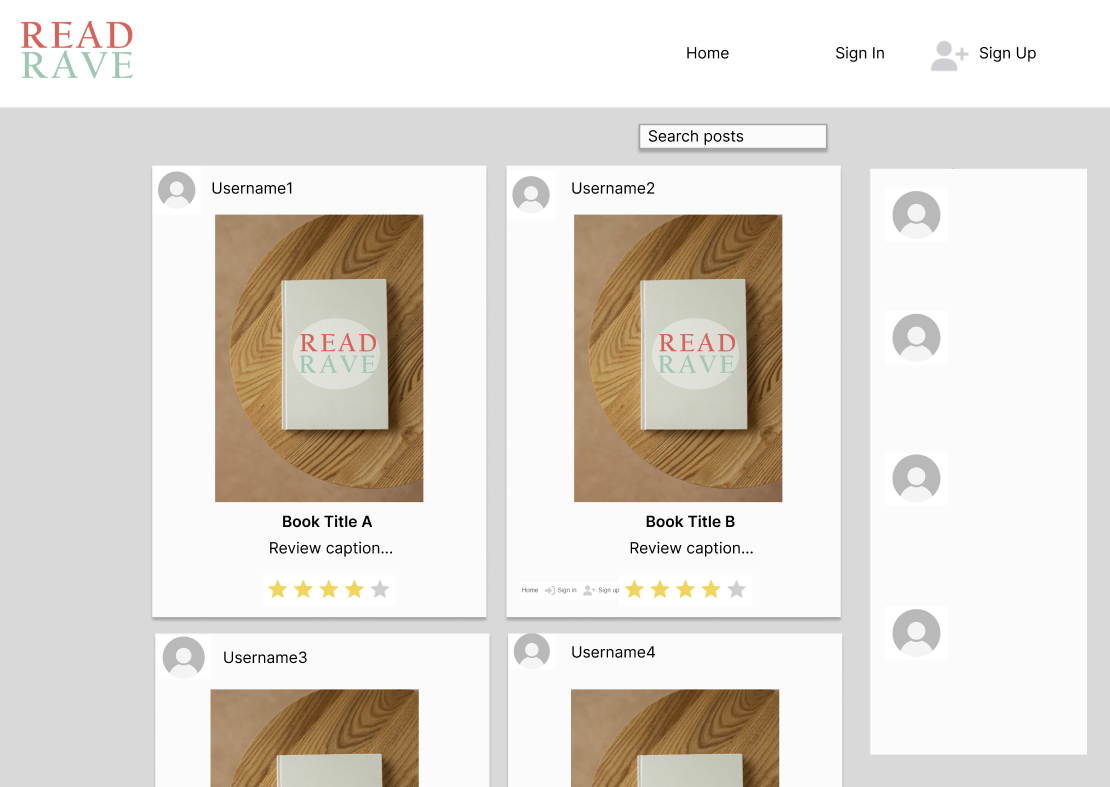 READ
RAVE
Home
Sign In
Sign Up
Search posts
Username1
READ
RAVE
Book Title A
Review caption...
Username2
READ
RAVE
Book Title B
Review caption...
Home Sign in Sign up
Username3
Username4